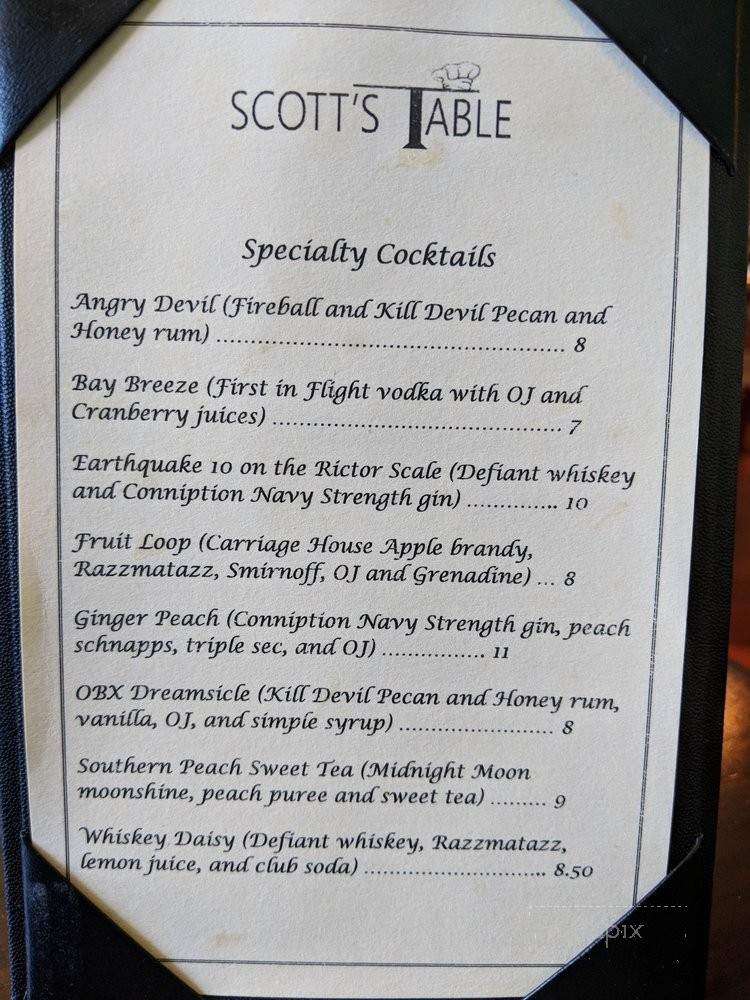 SCOTT'S TABLE
Specialty Cocktails
Angry Devil (Fireball and Kill Devil Pecan and
Honey rum) ................................................ 8
Bay Breeze (First in Flight vodka with OJ and
Cranberry juices) ........................................ 7
Earthquake 10 on the Rictor Scale (Defiant whiskey
and Conniption Navy Strength gin) .............. 10
Fruit Loop (Carriage House Apple brandy,
Razzmatazz, Smirnoff, OJ and Grenadine) ... 8
Ginger Peach (Conniption Navy Strength gin, peach
schnapps, triple sec, and OJ) ................ 11
OBX Dreamsicle (Kill Devil Pecan and Honey rum,
vanilla, OJ, and simple syrup) ........................ 8
Southern Peach Sweet Tea (Midnight Moon
moonshine, peach puree and sweet tea) ......... 9
Whiskey Daisy (Defiant whiskey, Razzmatazz,
lemon juice, and club soda) ............................. 8.50